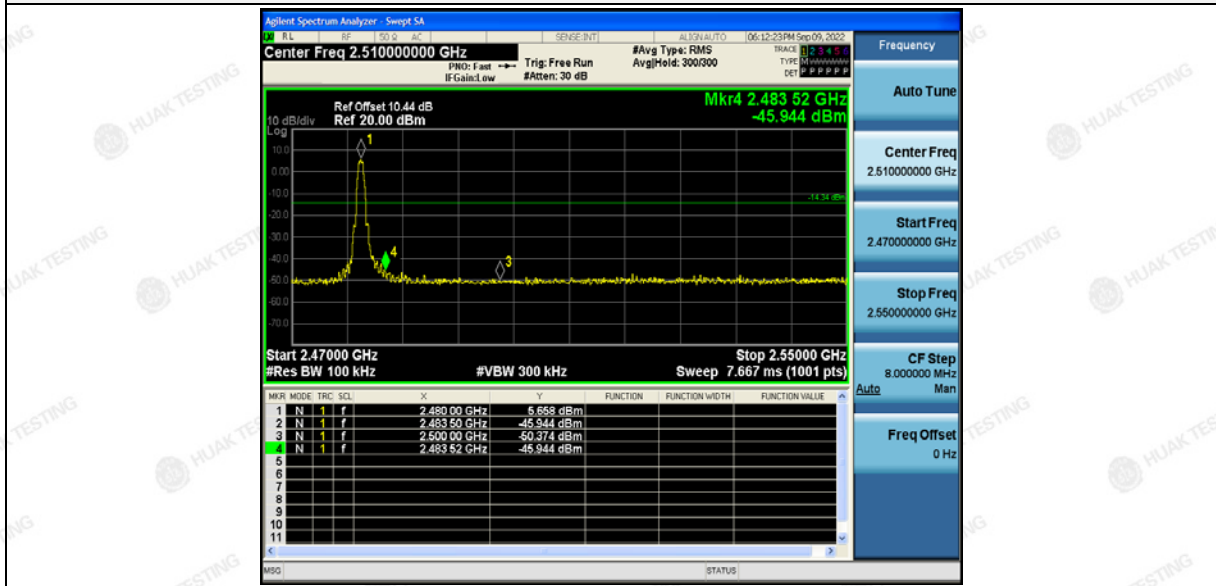 Agilent Spectrum Analyzer - Swept SA
RL RF 50 Ω AC SENSE:INT ALIGN AUTO 06:12:23 PM Sep 09, 2022
Center Freq 2.510000000 GHz
PNO: Fast
IFGain:Low
Trig: Free Run
#Atten: 30 dB
#Avg Type: RMS
Avg|Hold: 300/300
TRACE 1 2 3 4 5 6
TYPE M
DET P P P P P P
Frequency
Auto Tune
Mkr4 2.483 52 GHz
-45.944 dBm
Ref Offset 10.44 dB
10 dB/div Ref 20.00 dBm
Log
10.0
0.00
-10.0
-20.0
-30.0
-40.0
-50.0
-60.0
-70.0
1
4
3
-14.34 dBm
Center Freq
2.510000000 GHz
Start Freq
2.470000000 GHz
Stop Freq
2.550000000 GHz
CF Step
8.000000 MHz
Auto Man
Freq Offset
0 Hz
Start 2.47000 GHz Stop 2.55000 GHz
#Res BW 100 kHz #VBW 300 kHz Sweep 7.667 ms (1001 pts)
MKR MODE TRC SCL X Y FUNCTION FUNCTION WIDTH FUNCTION VALUE
1 N 1 f 2.480 00 GHz 5.658 dBm
2 N 1 f 2.483 50 GHz -45.944 dBm
3 N 1 f 2.500 00 GHz -50.374 dBm
4 N 1 f 2.483 52 GHz -45.944 dBm
5
6
7
8
9
10
11
MSG STATUS
HUAK TESTING
HUAK TESTING
HUAK TESTING
HUAK TESTING
HUAK TESTING
HUAK TESTING